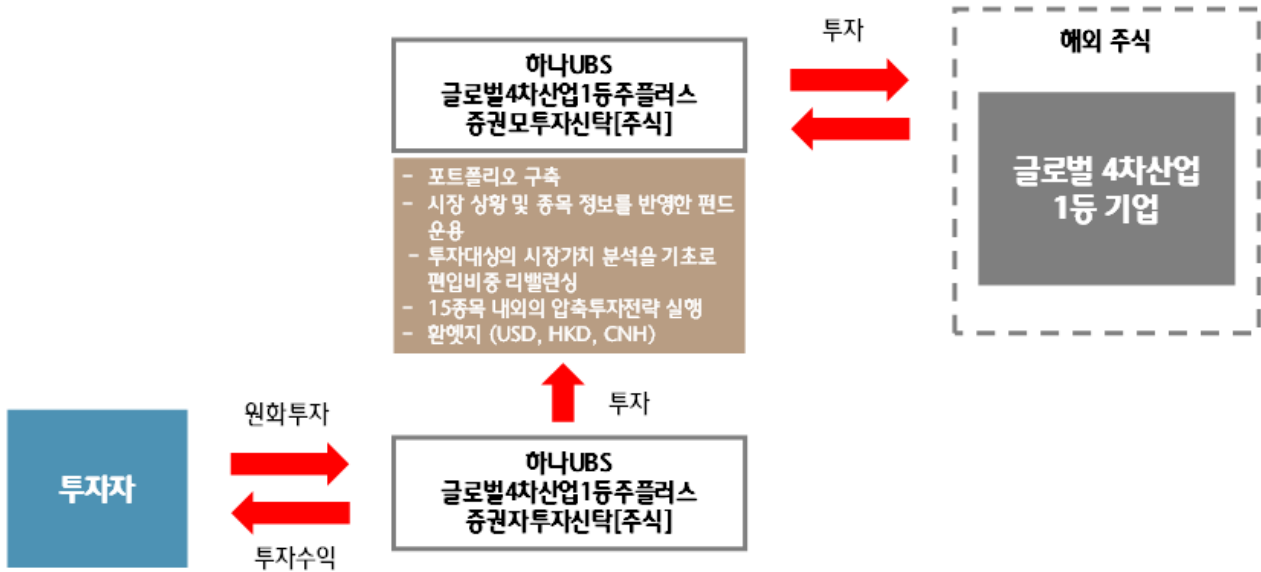 투자
해외 주식
하나UBS
글로벌4차산업1등주플러스
증권모투자신탁[주식]
글로벌 4차산업
1등 기업
- 포트폴리오 구축
- 시장 상황 및 종목 정보를 반영한 펀드
운용
- 투자대상의 시장가치 분석을 기초로
편입비중 리밸런싱
- 15종목 내외의 압축투자전략 실행
- 환헷지 (USD, HKD, CNH)
투자
원화투자
투자자
하나UBS
글로벌4차산업1등주플러스
증권자투자신탁[주식]
투자수익